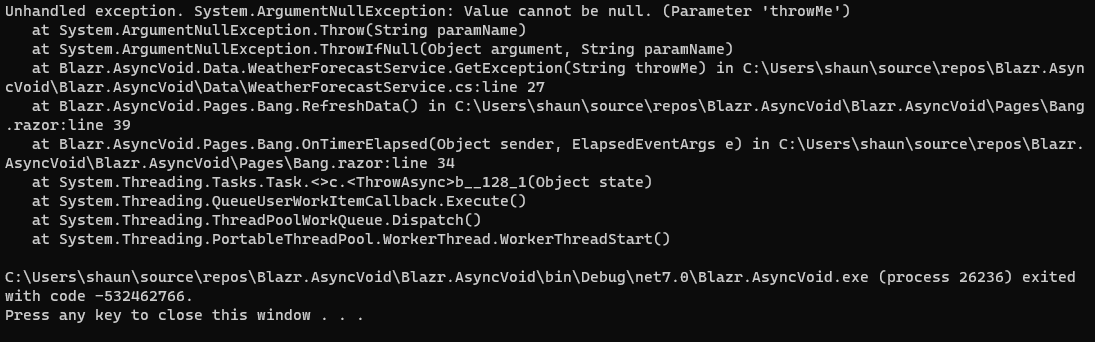 Unhandled exception. System.ArgumentNullException: Value cannot be null. (Parameter 'throwMe')
   at System.ArgumentNullException.Throw(String paramName)
   at System.ArgumentNullException.ThrowIfNull(Object argument, String paramName)
   at Blazr.AsyncVoid.Data.WeatherForecastService.GetException(String throwMe) in C:\Users\shaun\source\repos\Blazr.Asyn
cVoid\Blazr.AsyncVoid\Data\WeatherForecastService.cs:line 27
   at Blazr.AsyncVoid.Pages.Bang.RefreshData() in C:\Users\shaun\source\repos\Blazr.AsyncVoid\Blazr.AsyncVoid\Pages\Bang
.razor:line 39
   at Blazr.AsyncVoid.Pages.Bang.OnTimerElapsed(Object sender, ElapsedEventArgs e) in C:\Users\shaun\source\repos\Blazr.
AsyncVoid\Blazr.AsyncVoid\Pages\Bang.razor:line 34
   at System.Threading.Tasks.Task.<>c.<ThrowAsync>b__128_1(Object state)
   at System.Threading.QueueUserWorkItemCallback.Execute()
   at System.Threading.ThreadPoolWorkQueue.Dispatch()
   at System.Threading.PortableThreadPool.WorkerThread.WorkerThreadStart()

C:\Users\shaun\source\repos\Blazr.AsyncVoid\Blazr.AsyncVoid\bin\Debug\net7.0\Blazr.AsyncVoid.exe (process 26236) exited
with code -532462766.
Press any key to close this window . . .